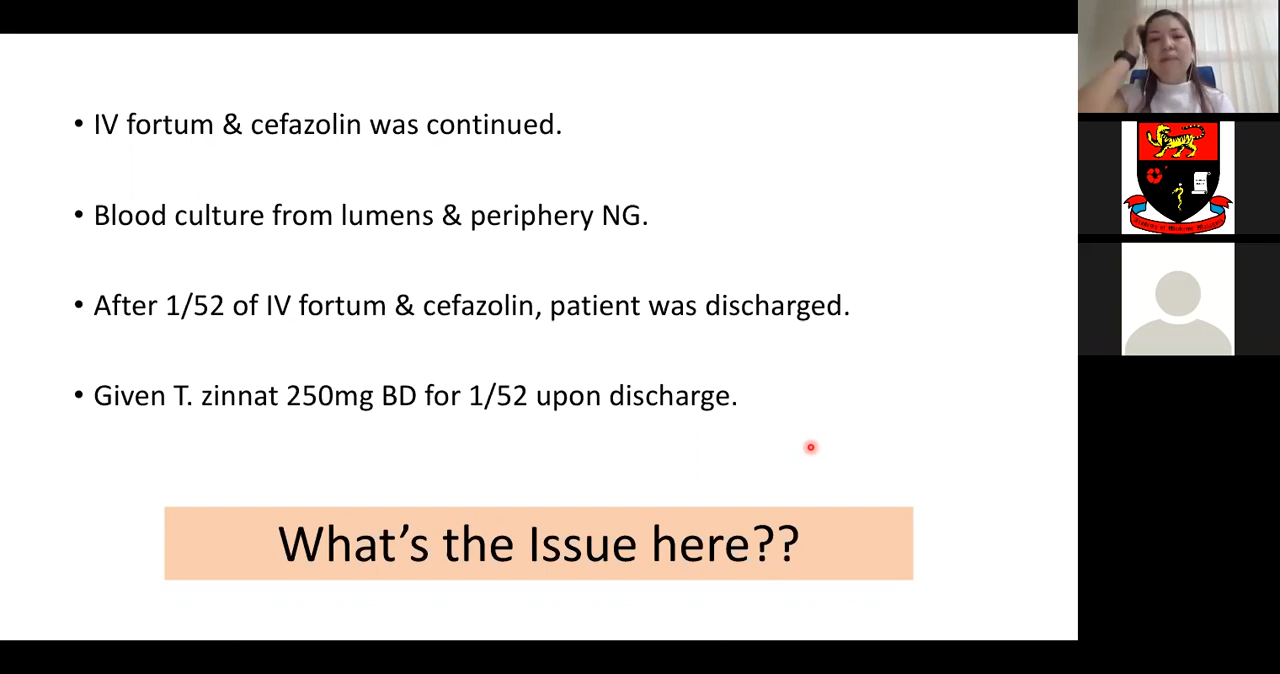 • IV fortum & cefazolin was continued.
• Blood culture from lumens & periphery NG.
• After 1/52 of IV fortum & cefazolin, patient was discharged.
• Given T. zinnat 250mg BD for 1/52 upon discharge.
What's the Issue here??